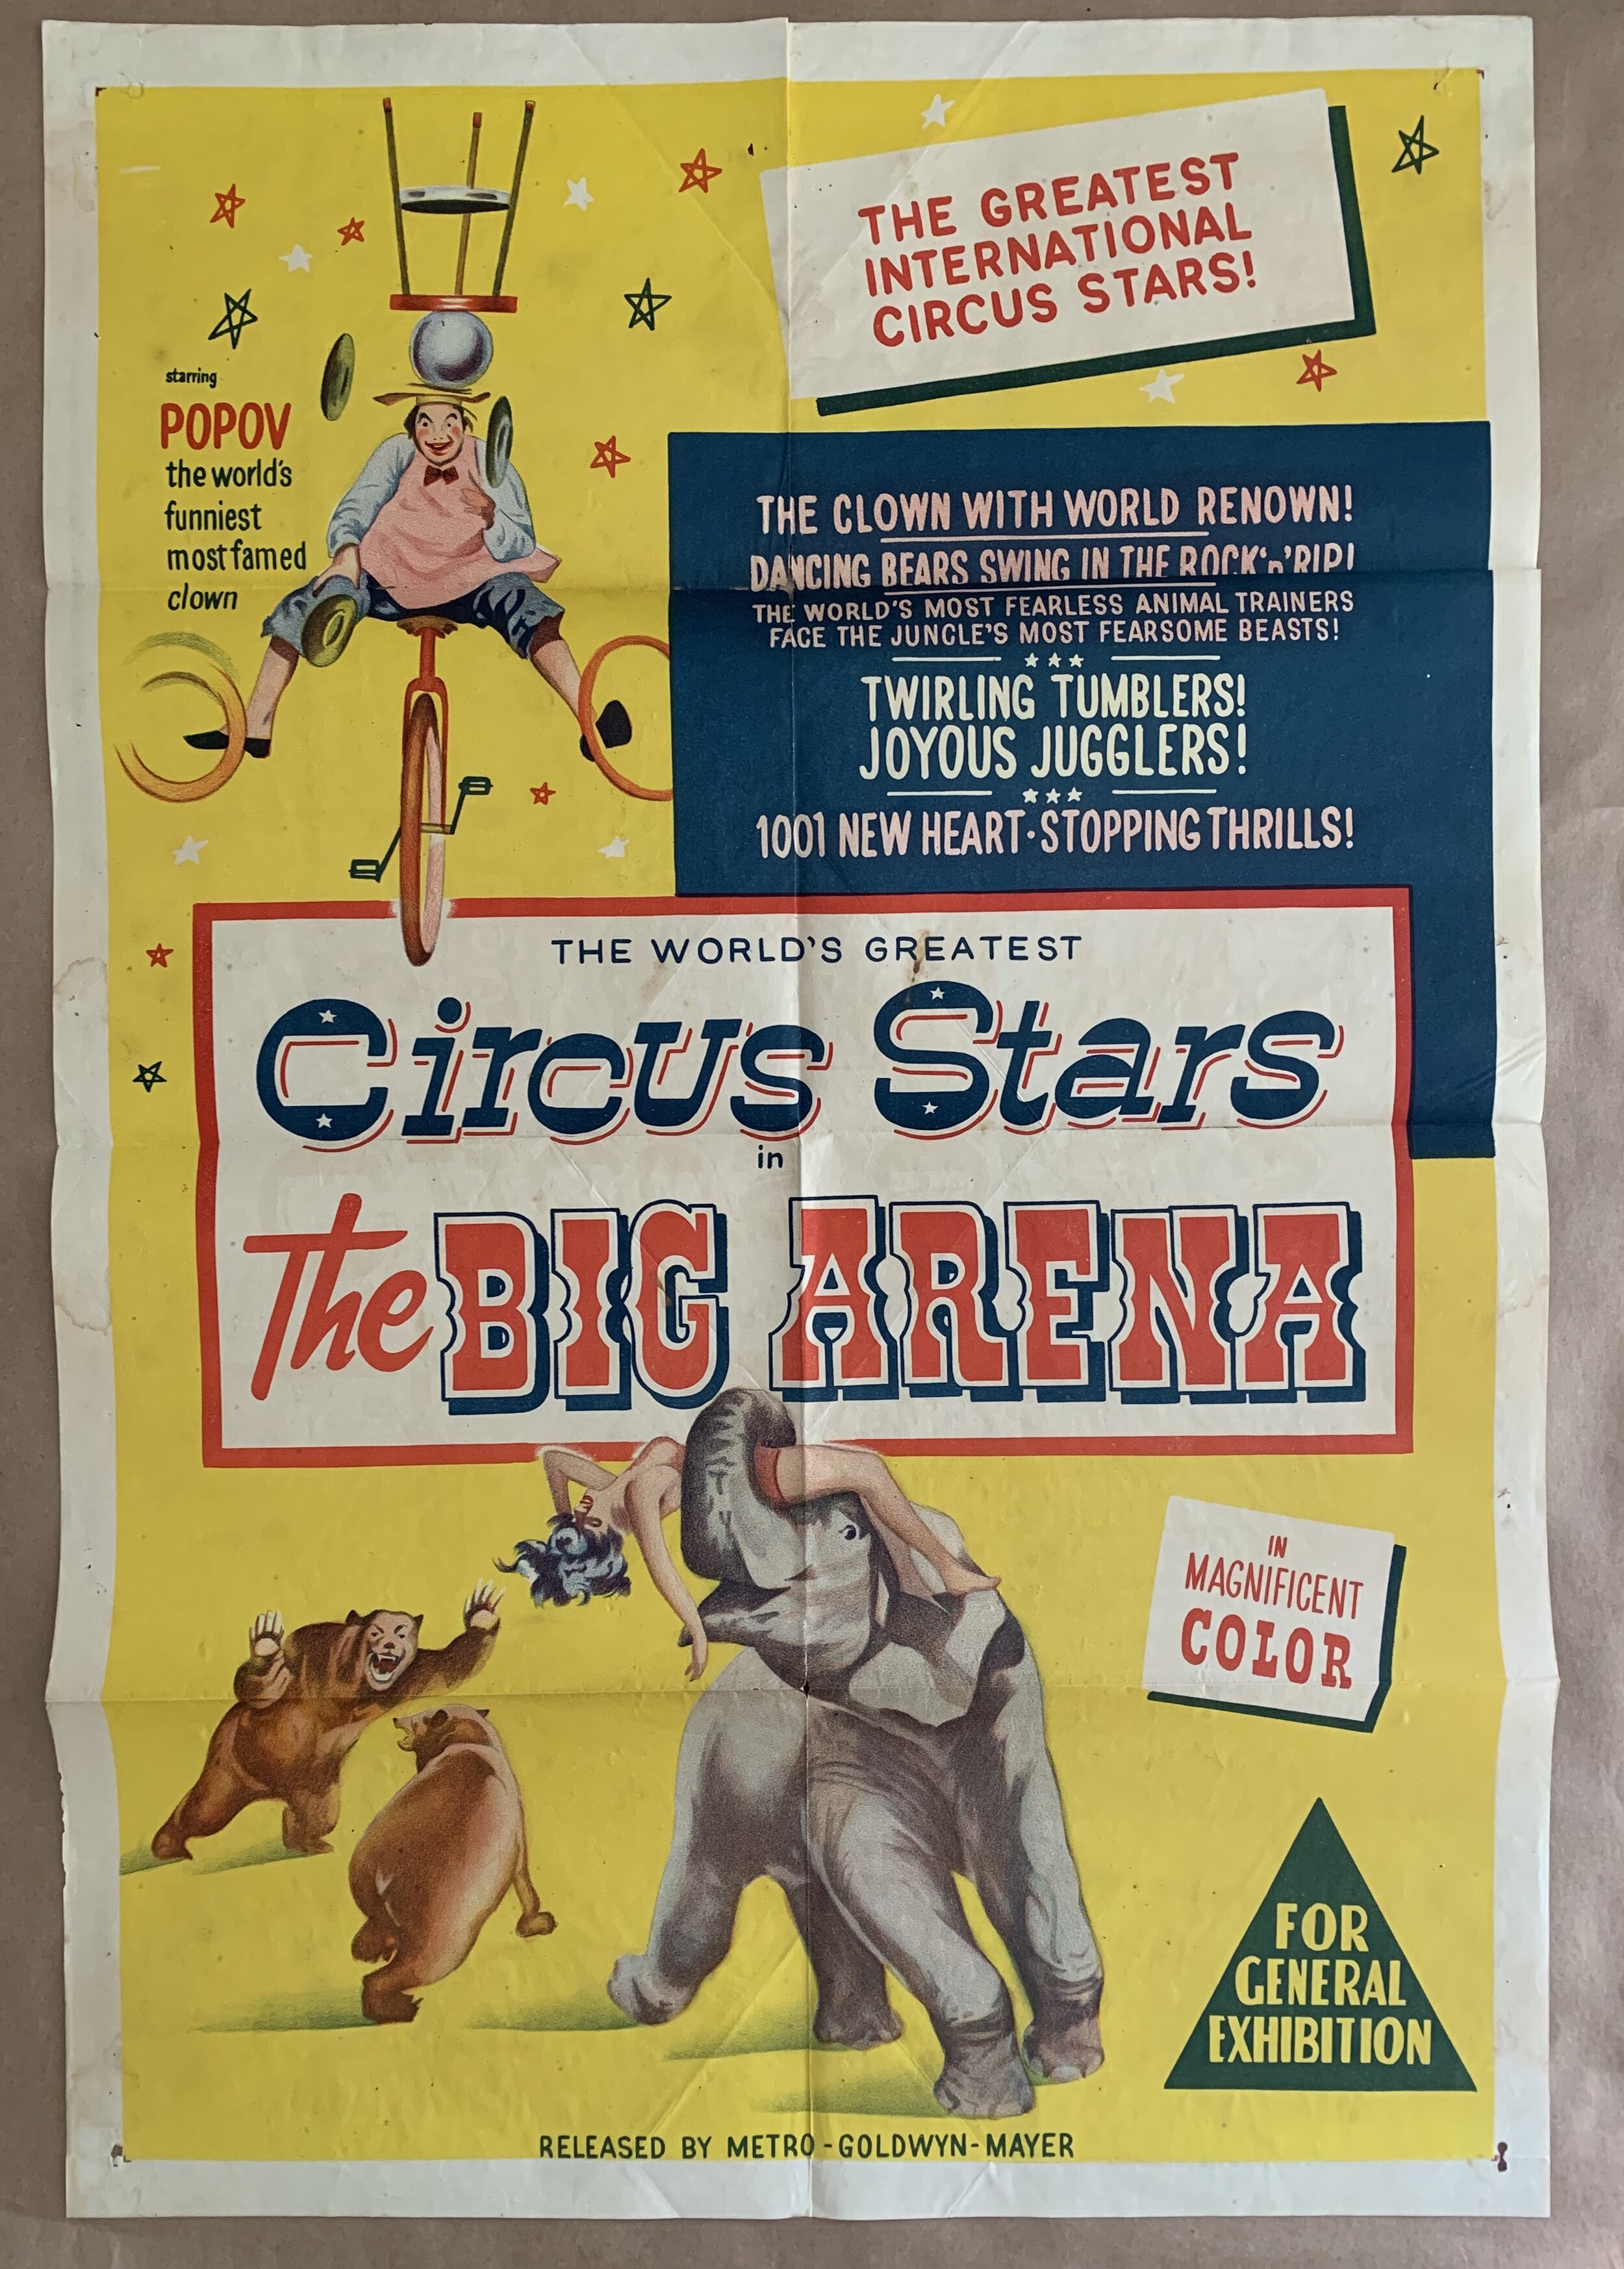 THE GREATEST
INTERNATIONAL
CIRCUS STARS!
starring
POPOV
the world's
funniest
most famed
clown
THE CLOWN WITH WORLD RENOWN!
DANCING BEARS SWING IN THE ROCK'n'RIP!
THE WORLD'S MOST FEARLESS ANIMAL TRAINERS
FACE THE JUNGLE'S MOST FEARSOME BEASTS!
TWIRLING TUMBLERS!
JOYOUS JUGGLERS!
1001 NEW HEART-STOPPING THRILLS!
THE WORLD'S GREATEST
Circus Stars
in
The BIG ARENA
IN
MAGNIFICENT
COLOR
FOR
GENERAL
EXHIBITION
RELEASED BY METRO-GOLDWYN-MAYER